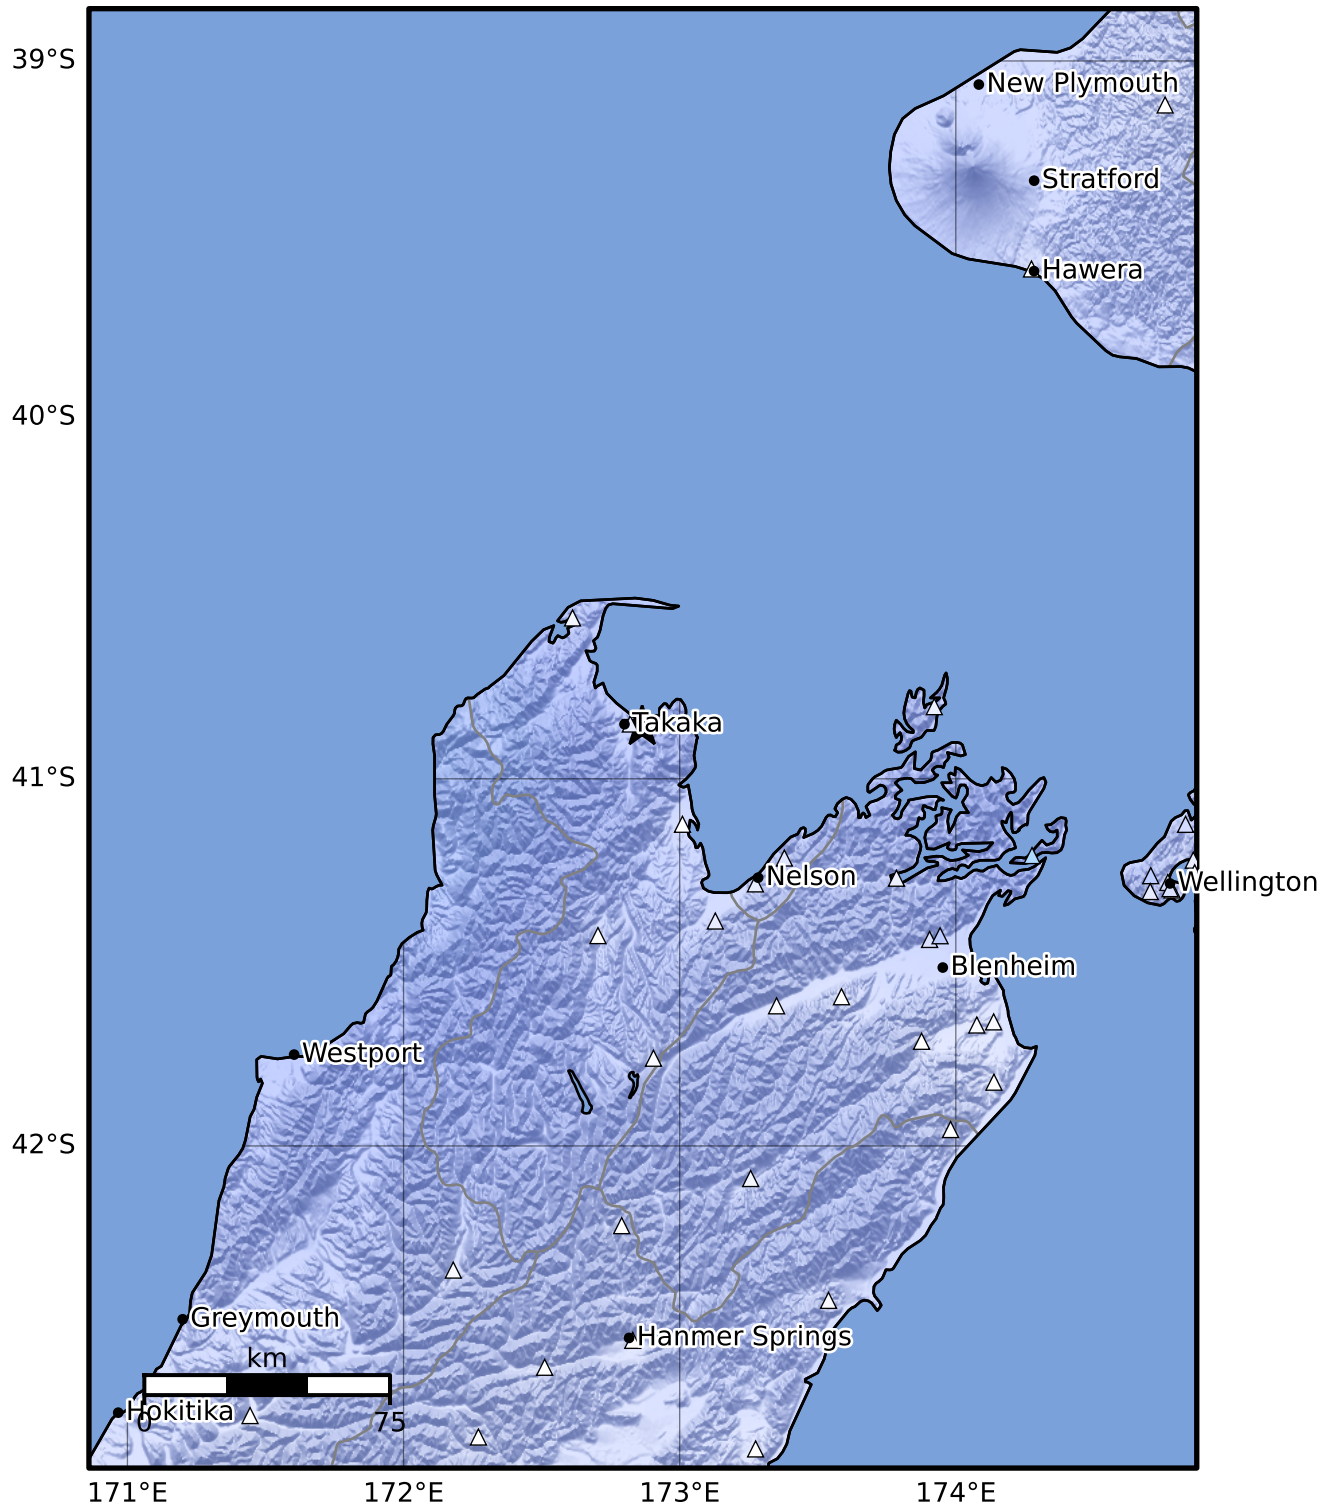 39°S
New Plymouth
Stratford
Hawera
40°S
Takaka
41°S
Nelson
Wellington
Blenheim
Westport
42°S
Greymouth
Hanmer Springs
km
Hokitika
0
75
171°E
172°E
173°E
174°E